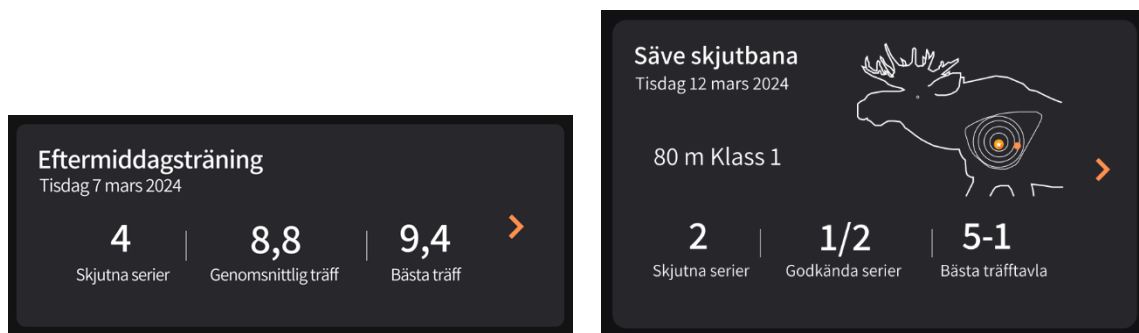 Eftermiddagsträning
Tisdag 7 mars 2024
4 8,8 9,4
Skjutna serier Genomsnittlig träff Bästa träff
Säve skjutbana
Tisdag 12 mars 2024
80 m Klass 1
2 1/2 5-1
Skjutna serier Godkända serier Bästa träfftavla